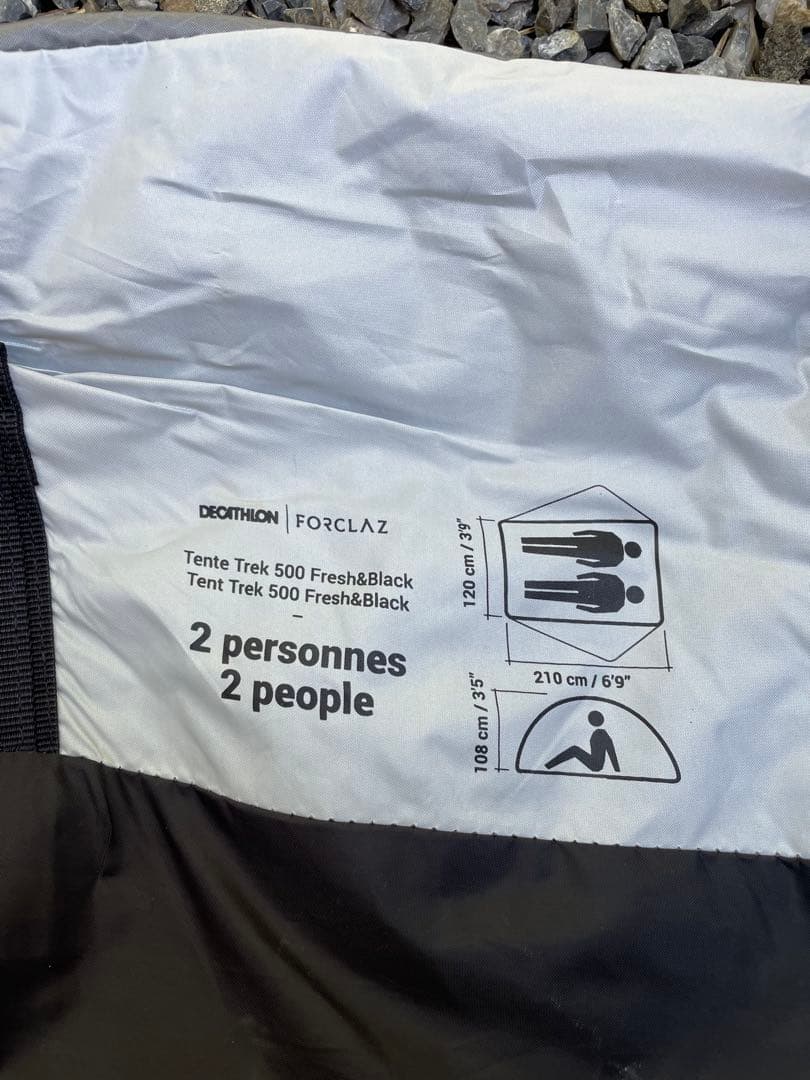 DECATHLON | FORCLAZ
Tente Trek 500 Fresh&Black
Tent Trek 500 Fresh&Black
–
2 personnes
2 people
120 cm / 3'9"
210 cm / 6'9"
108 cm / 3'5"